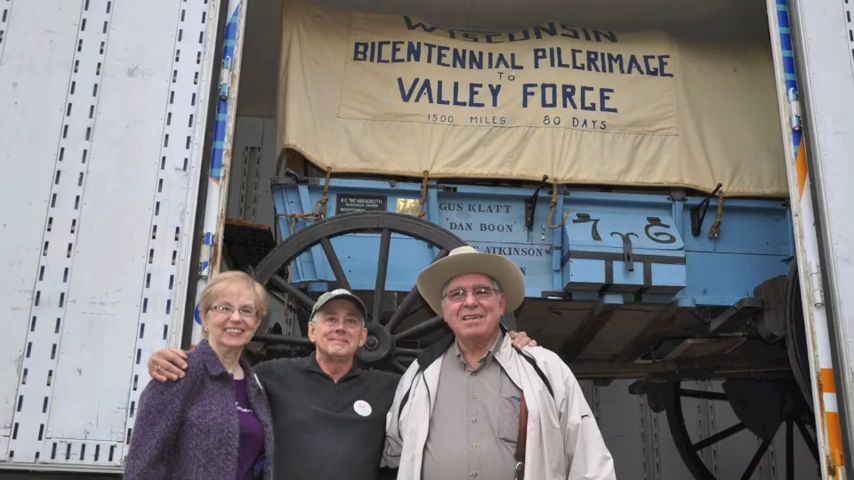 WISCONSIN
BICENTENNIAL PILGRIMAGE
TO
VALLEY FORGE
1500 MILES 80 DAYS
GUS KLATT
DAN BOON
ATKINSON
76